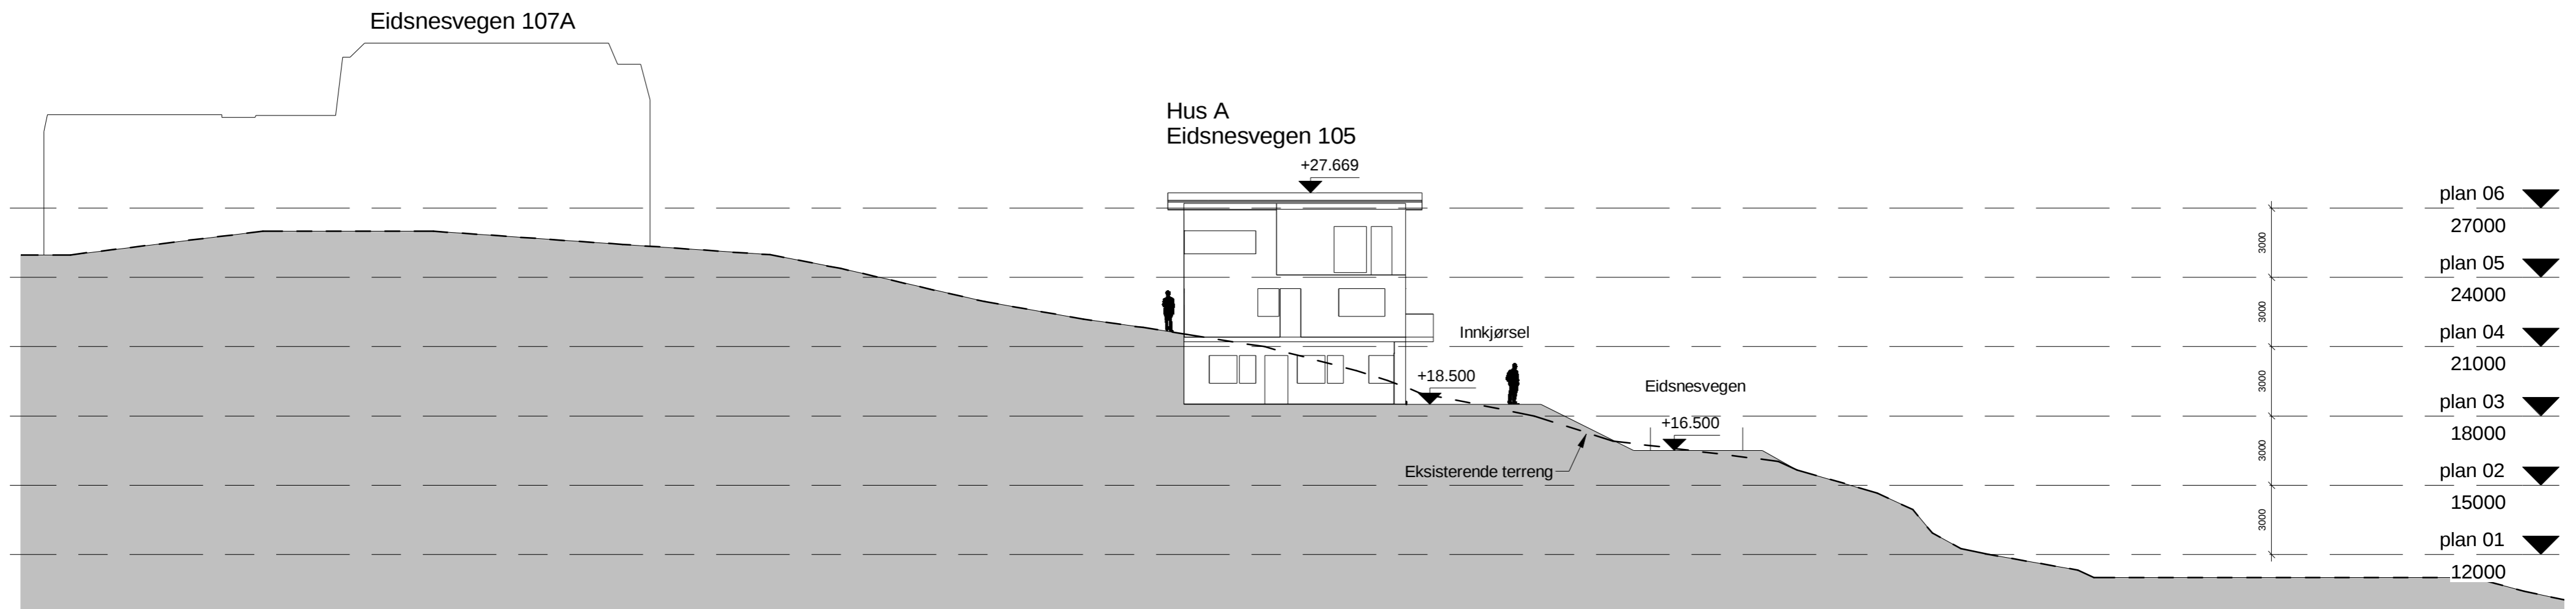 Eidsnesvegen 107A
Hus A
Eidsnesvegen 105
+27.669
plan 06
27000
3000
plan 05
24000
3000
Innkjørsel
plan 04
21000
3000
+18.500
Eidsnesvegen
plan 03
18000
+16.500
3000
Eksisterende terreng
plan 02
15000
3000
plan 01
12000